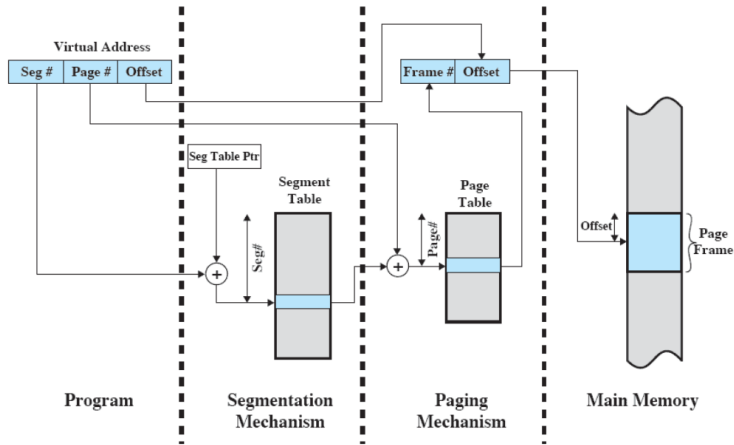 Virtual Address
Seg # Page # Offset
Frame # Offset
Seg Table Ptr
Segment
Table
Page
Table
Seg#
Page#
+
+
Offset
Page
Frame
Program
Segmentation
Mechanism
Paging
Mechanism
Main Memory